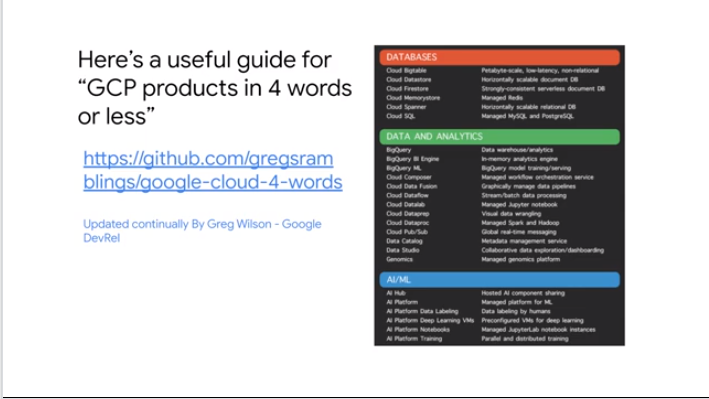 Here's a useful guide for
“GCP products in 4 words
or less”
https://github.com/gregsram
blings/google-cloud-4-words
Updated continually By Greg Wilson - Google
DevRel
DATABASES
Cloud Bigtable Petabyte-scale, low-latency, non-relational
Cloud Datastore Horizontally scalable document DB
Cloud Firestore Strongly-consistent serverless document DB
Cloud Memorystore Managed Redis
Cloud Spanner Horizontally scalable relational DB
Cloud SQL Managed MySQL and PostgreSQL
DATA AND ANALYTICS
BigQuery Data warehouse/analytics
BigQuery BI Engine In-memory analytics engine
BigQuery ML BigQuery model training/serving
Cloud Composer Managed workflow orchestration service
Cloud Data Fusion Graphically manage data pipelines
Cloud Dataflow Stream/batch data processing
Cloud Datalab Managed Jupyter notebook
Cloud Dataprep Visual data wrangling
Cloud Dataproc Managed Spark and Hadoop
Cloud Pub/Sub Global real-time messaging
Data Catalog Metadata management service
Data Studio Collaborative data exploration/dashboarding
Genomics Managed genomics platform
AI/ML
AI Hub Hosted AI component sharing
AI Platform Managed platform for ML
AI Platform Data Labeling Data labeling by humans
AI Platform Deep Learning VMs Preconfigured VMs for deep learning
AI Platform Notebooks Managed JupyterLab notebook instances
AI Platform Training Parallel and distributed training